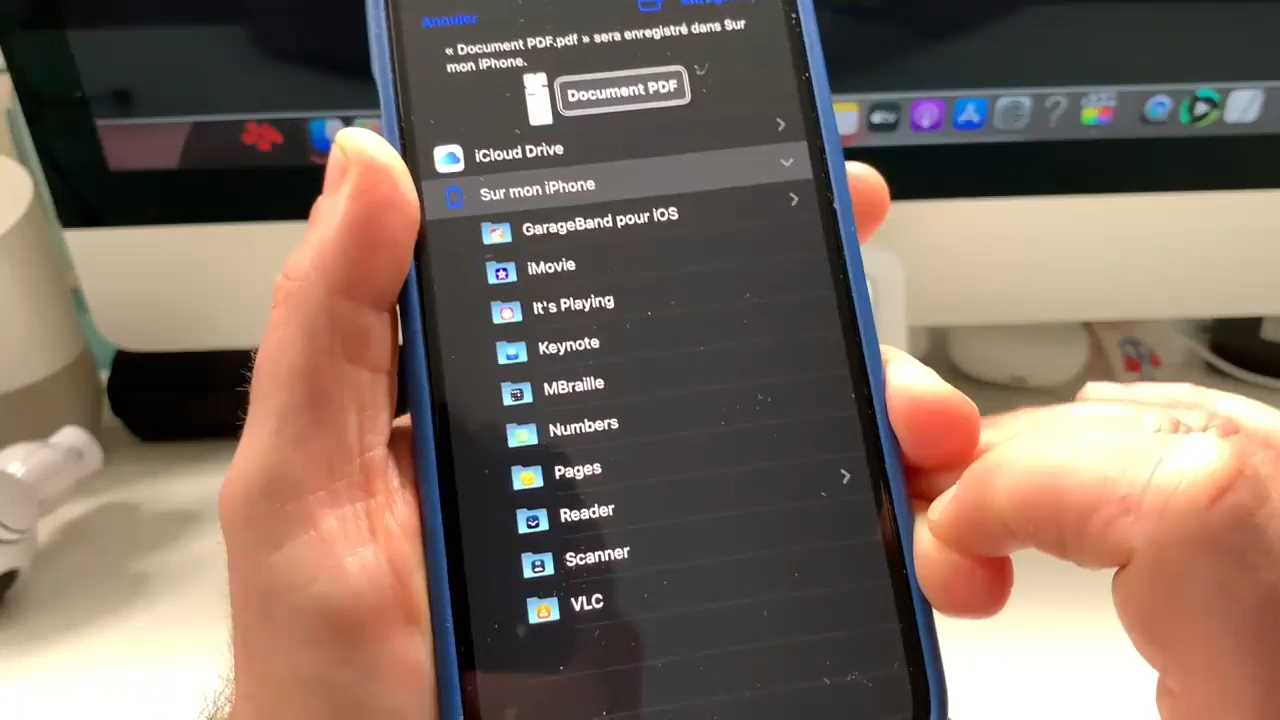 Annuler
« Document PDF.pdf » sera enregistré dans Sur
mon iPhone.
Document PDF
iCloud Drive
Sur mon iPhone
GarageBand pour iOS
iMovie
It's Playing
Keynote
MBraille
Numbers
Pages
Reader
Scanner
VLC